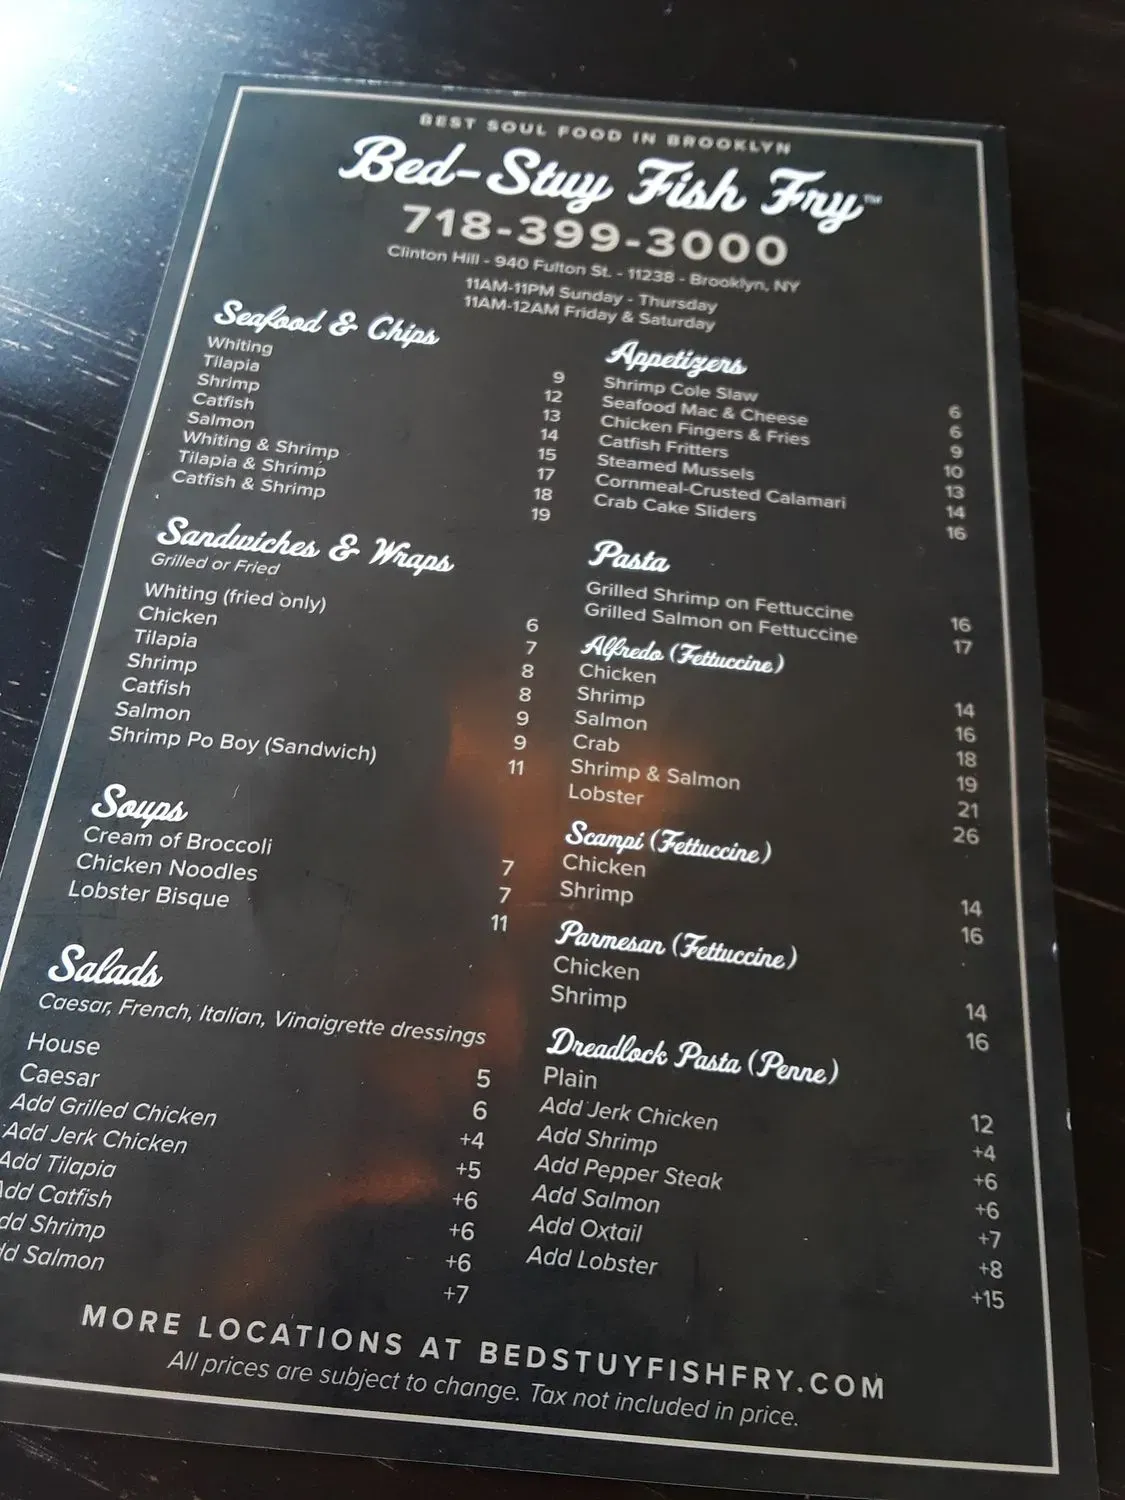 BEST SOUL FOOD IN BROOKLYN
Bed-Stuy Fish Fry™
718-399-3000
Clinton Hill - 940 Fulton St. - 11238 - Brooklyn, NY
11AM-11PM Sunday - Thursday
11AM-12AM Friday & Saturday
Seafood & Chips
Whiting 9
Tilapia 12
Shrimp 13
Catfish 14
Salmon 15
Whiting & Shrimp 17
Tilapia & Shrimp 18
Catfish & Shrimp 19
Sandwiches & Wraps
Grilled or Fried
Whiting (fried only) 6
Chicken 7
Tilapia 8
Shrimp 8
Catfish 9
Salmon 9
Shrimp Po Boy (Sandwich) 11
Soups
Cream of Broccoli 7
Chicken Noodles 7
Lobster Bisque 11
Salads
Caesar, French, Italian, Vinaigrette dressings
House 5
Caesar 6
Add Grilled Chicken +4
Add Jerk Chicken +5
Add Tilapia +6
Add Catfish +6
dd Shrimp +6
d Salmon +7
Appetizers
Shrimp Cole Slaw 6
Seafood Mac & Cheese 6
Chicken Fingers & Fries 9
Catfish Fritters 10
Steamed Mussels 13
Cornmeal-Crusted Calamari 14
Crab Cake Sliders 16
Pasta
Grilled Shrimp on Fettuccine 16
Grilled Salmon on Fettuccine 17
Alfredo (Fettuccine)
Chicken 14
Shrimp 16
Salmon 18
Crab 19
Shrimp & Salmon 21
Lobster 26
Scampi (Fettuccine)
Chicken 14
Shrimp 16
Parmesan (Fettuccine)
Chicken 14
Shrimp 16
Dreadlock Pasta (Penne)
Plain 12
Add Jerk Chicken +4
Add Shrimp +6
Add Pepper Steak +6
Add Salmon +7
Add Oxtail +8
Add Lobster +15
MORE LOCATIONS AT BEDSTUYFISHFRY.COM
All prices are subject to change. Tax not included in price.